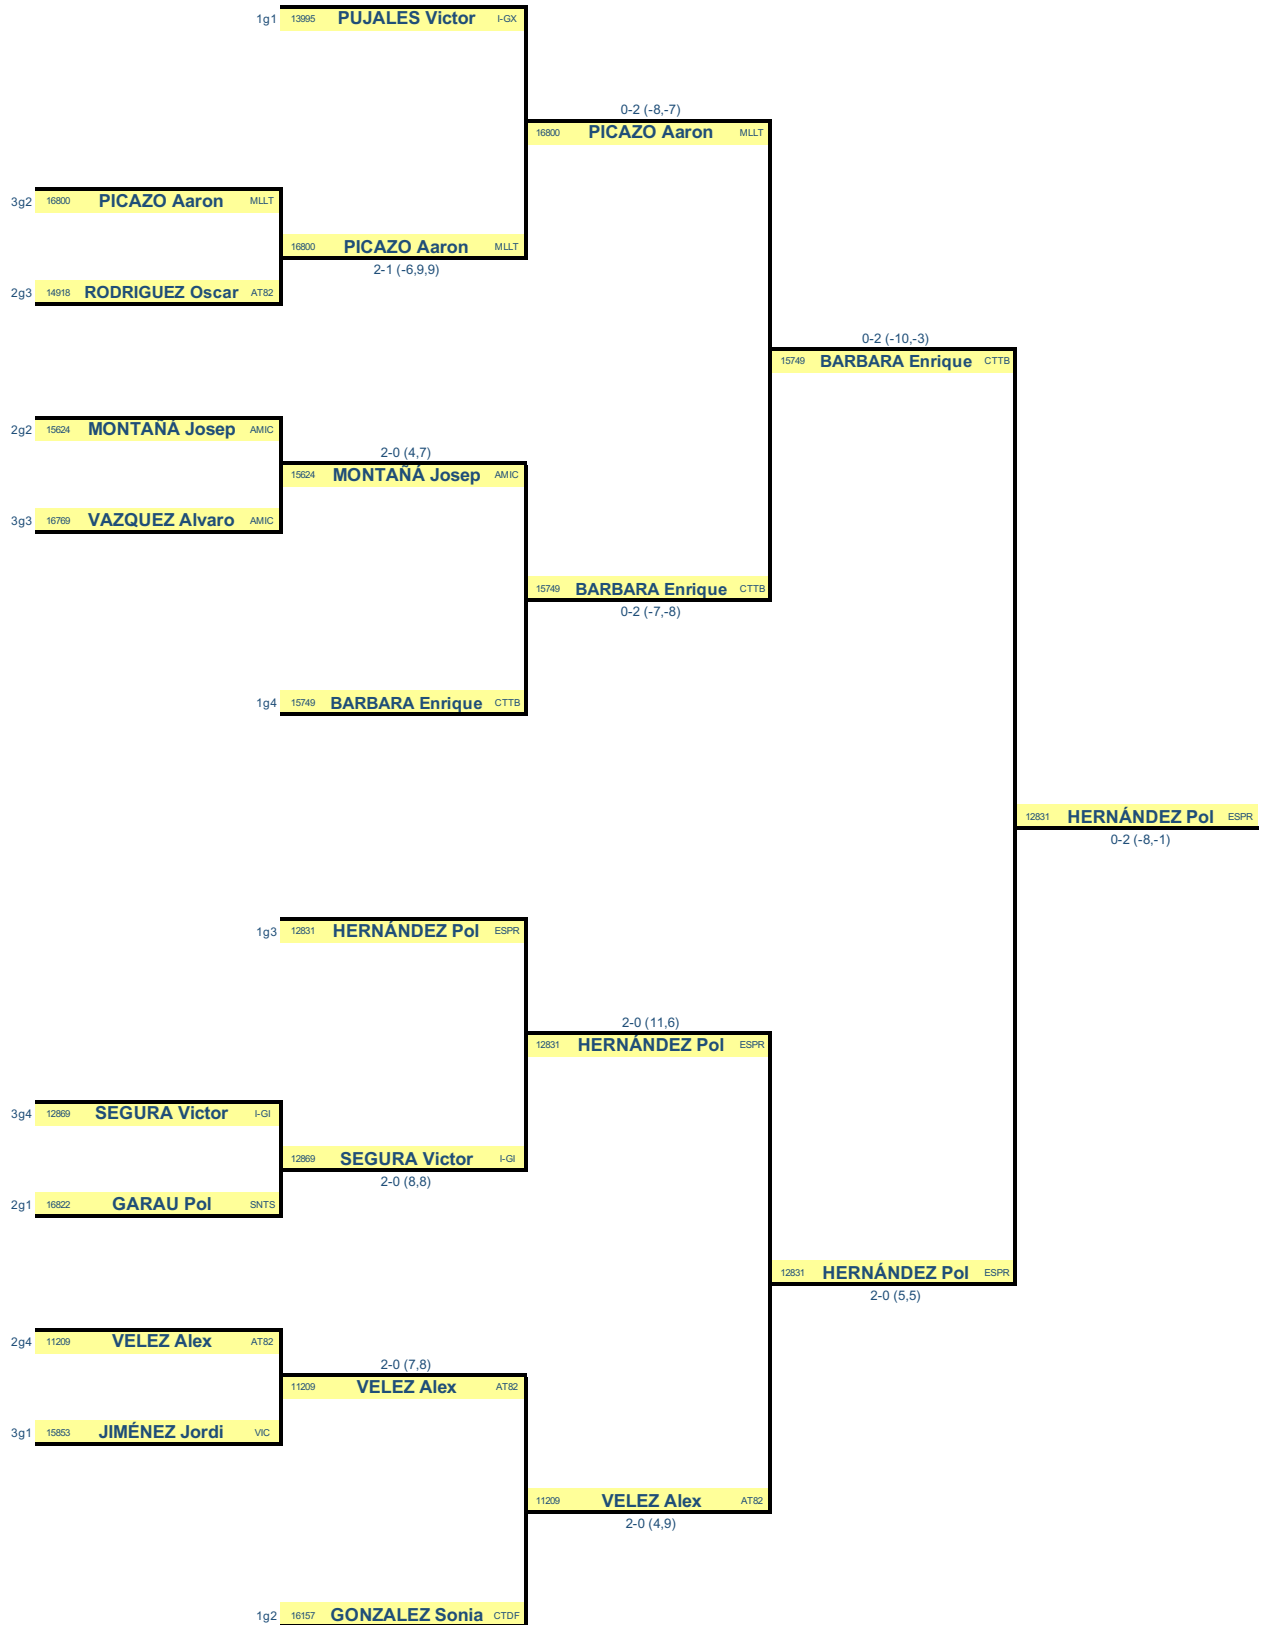 1g1 13995 PUJALES Victor I-GX
0-2 (-8,-7)
16800 PICAZO Aaron MLLT
3g2 16800 PICAZO Aaron MLLT
16800 PICAZO Aaron MLLT
2-1 (-6,9,9)
2g3 14918 RODRIGUEZ Oscar AT82
0-2 (-10,-3)
15749 BARBARA Enrique CTTB
2g2 15624 MONTAÑÁ Josep AMIC
2-0 (4,7)
15624 MONTAÑÁ Josep AMIC
3g3 16769 VAZQUEZ Alvaro AMIC
15749 BARBARA Enrique CTTB
0-2 (-7,-8)
1g4 15749 BARBARA Enrique CTTB
12831 HERNÁNDEZ Pol ESPR
0-2 (-8,-1)
1g3 12831 HERNÁNDEZ Pol ESPR
2-0 (11,6)
12831 HERNÁNDEZ Pol ESPR
3g4 12869 SEGURA Victor I-GI
12869 SEGURA Victor I-GI
2-0 (8,8)
2g1 16822 GARAU Pol SNTS
12831 HERNÁNDEZ Pol ESPR
2-0 (5,5)
2g4 11209 VELEZ Alex AT82
2-0 (7,8)
11209 VELEZ Alex AT82
3g1 15853 JIMÉNEZ Jordi VIC
11209 VELEZ Alex AT82
2-0 (4,9)
1g2 16157 GONZALEZ Sonia CTDF